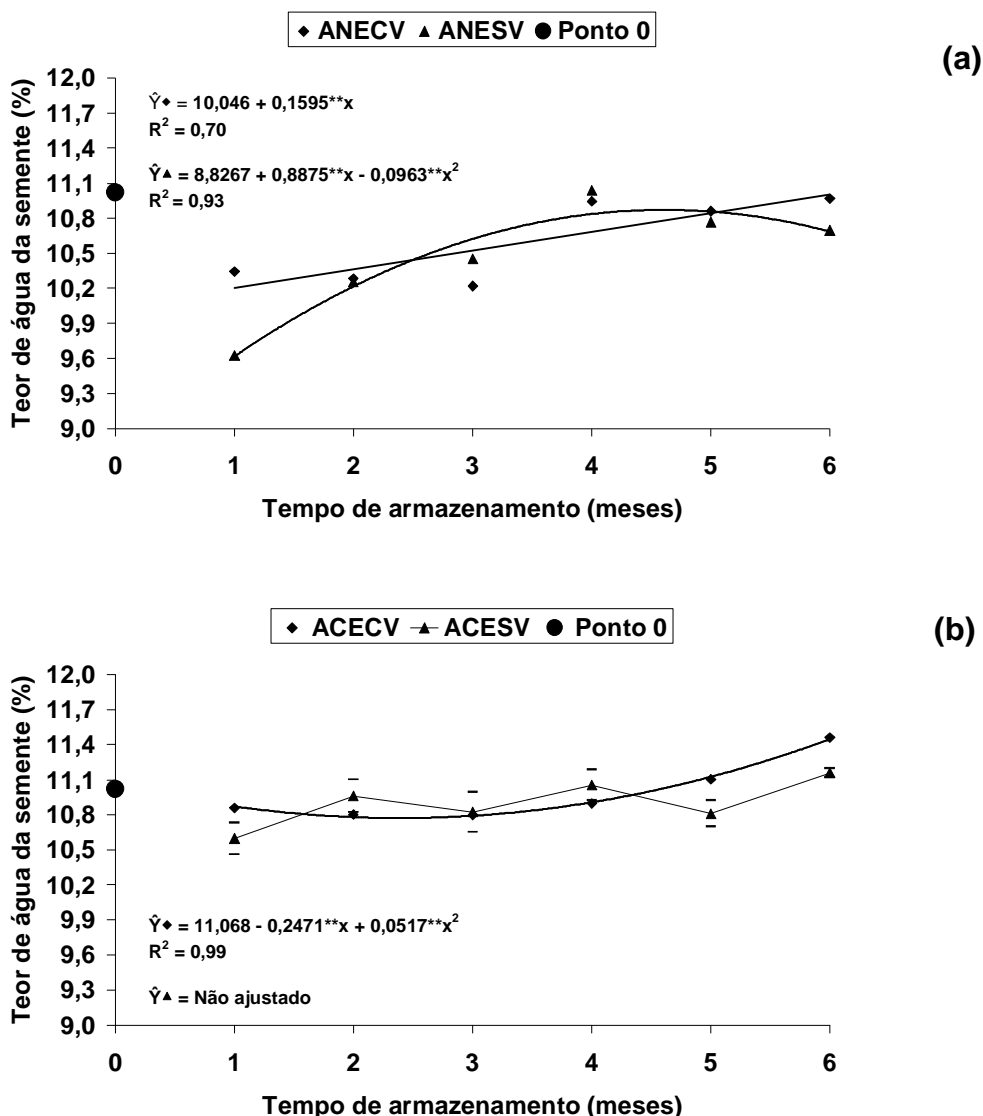 ◆ ANECV ▲ ANESV ● Ponto 0
(a)
Teor de água da semente (%)
12,0
11,7
11,4
11,1
10,8
10,5
10,2
9,9
9,6
9,3
9,0
Ŷ◆ = 10,046 + 0,1595**x
R² = 0,70
Ŷ▲ = 8,8267 + 0,8875**x - 0,0963**x²
R² = 0,93
0 1 2 3 4 5 6
Tempo de armazenamento (meses)
◆ ACECV ▲ ACESV ● Ponto 0
(b)
Teor de água da semente (%)
12,0
11,7
11,4
11,1
10,8
10,5
10,2
9,9
9,6
9,3
9,0
Ŷ◆ = 11,068 - 0,2471**x + 0,0517**x²
R² = 0,99
Ŷ▲ = Não ajustado
0 1 2 3 4 5 6
Tempo de armazenamento (meses)